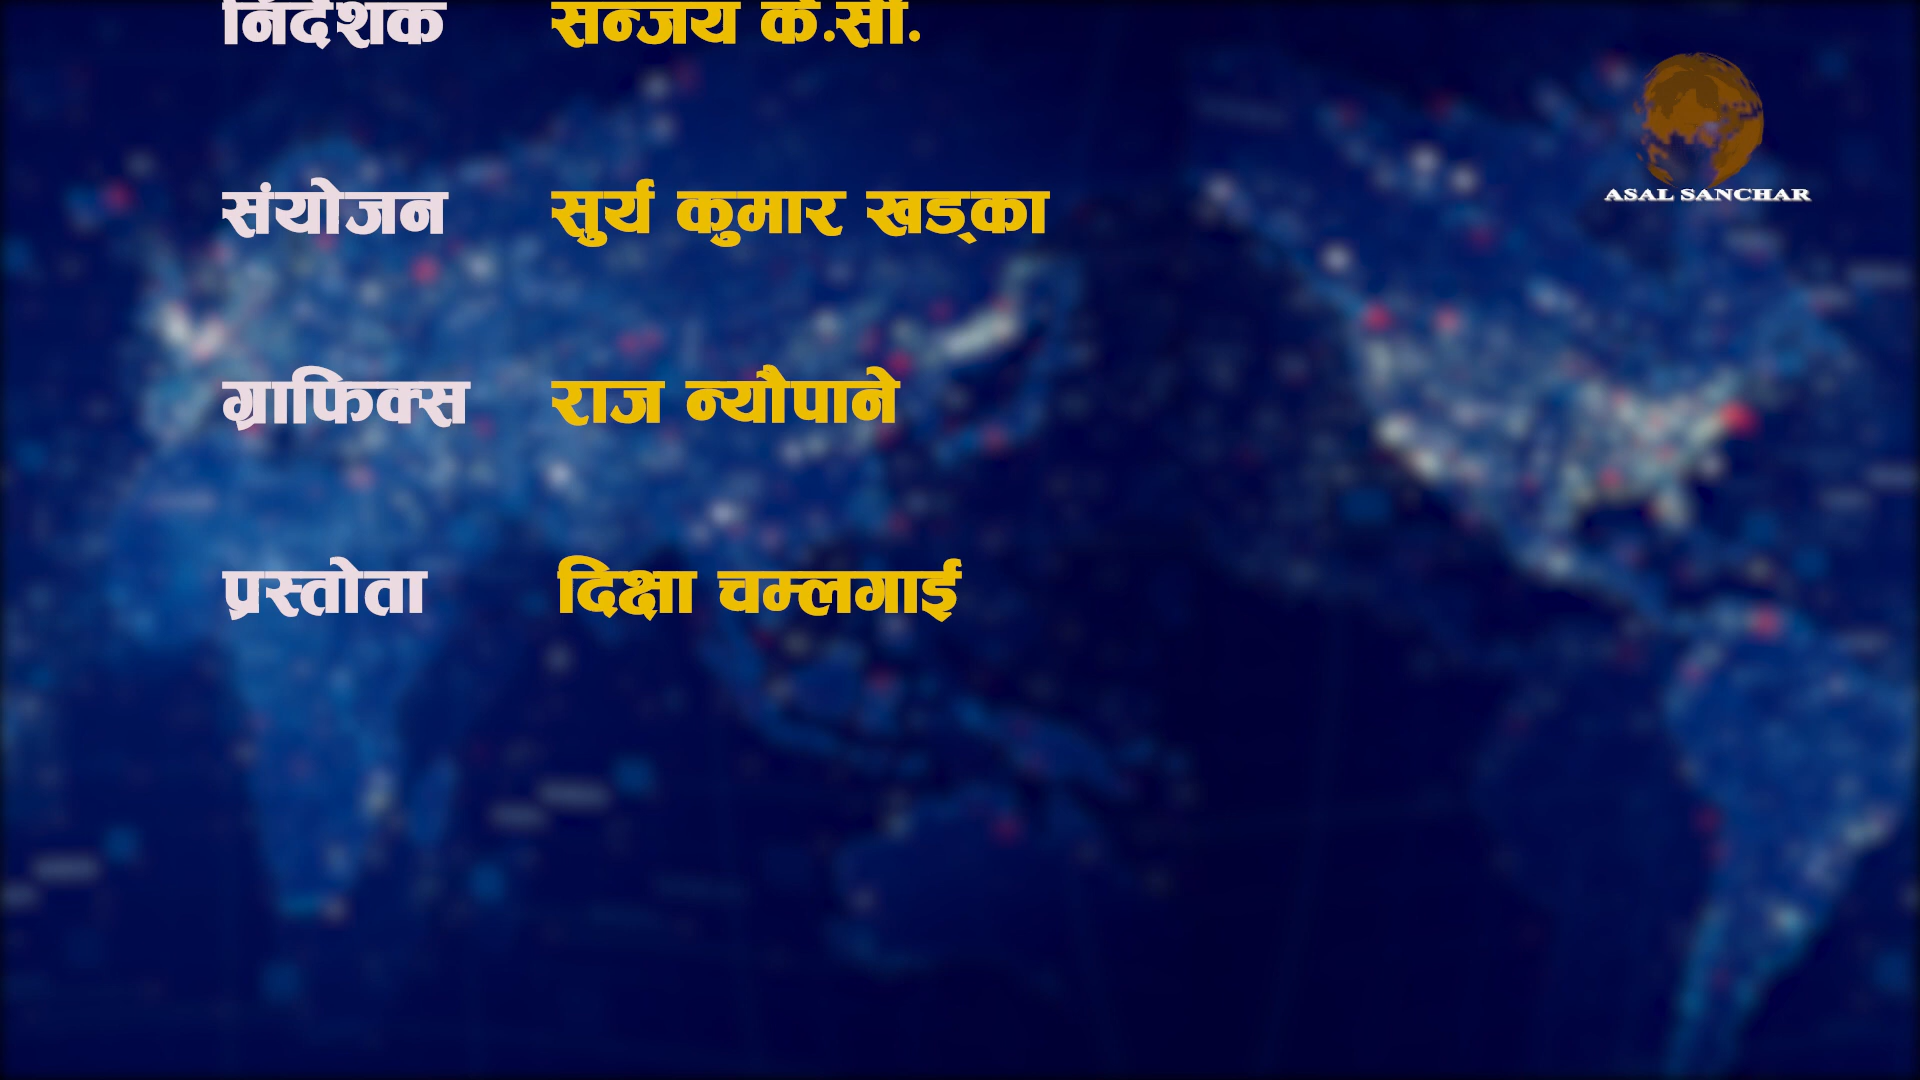 निर्देशक सन्जय के.सी.
ASAL SANCHAR
संयोजन सुर्य कुमार खड्का
ग्राफिक्स राज न्यौपाने
प्रस्तोता दिक्षा चम्लगाई